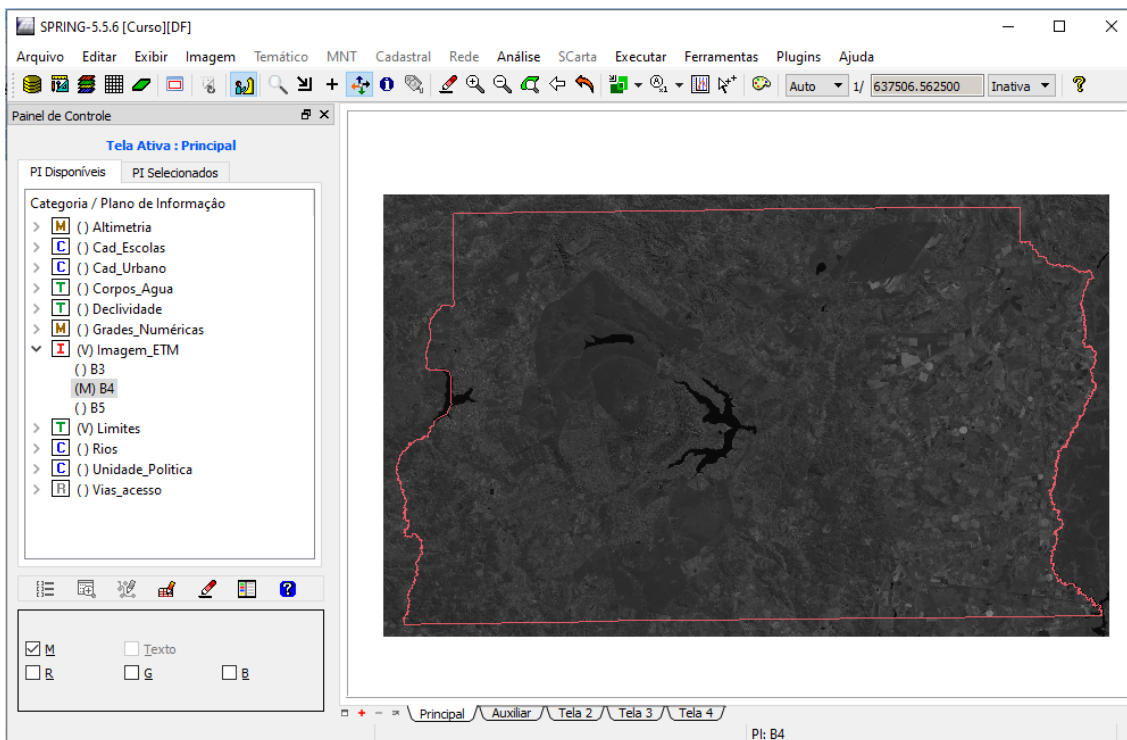 SPRING-5.5.6 [Curso][DF]
Arquivo Editar Exibir Imagem Temático MNT Cadastral Rede Análise SCarta Executar Ferramentas Plugins Ajuda
Auto 1/ 637506.562500 Inativa
Painel de Controle
Tela Ativa : Principal
PI Disponíveis PI Selecionados
Categoria / Plano de Informação
M () Altimetria
C () Cad_Escolas
C () Cad_Urbano
T () Corpos_Agua
T () Declividade
M () Grades_Numéricas
I (V) Imagem_ETM
() B3
(M) B4
() B5
T (V) Limites
C () Rios
C () Unidade_Politica
R () Vias_acesso
M Texto
R G B
Principal Auxiliar Tela 2 Tela 3 Tela 4
PI: B4